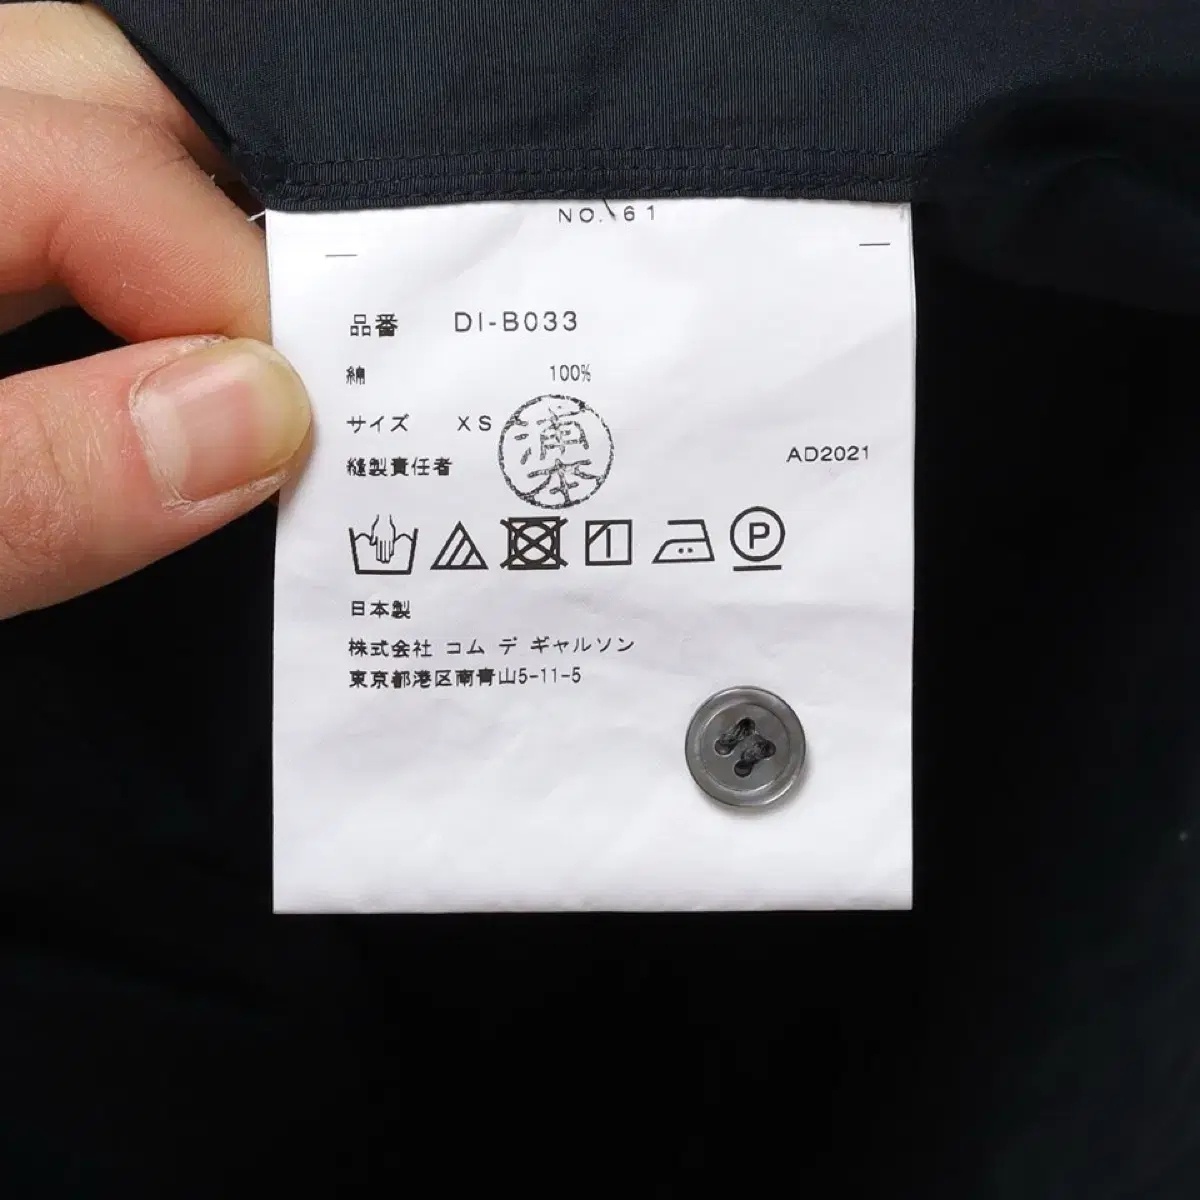 NO. 61
品番 DI-B033
綿 100%
サイズ XS
縫製責任者
AD2021
P
日本製
株式会社 コム デ ギャルソン
東京都港区南青山5-11-5